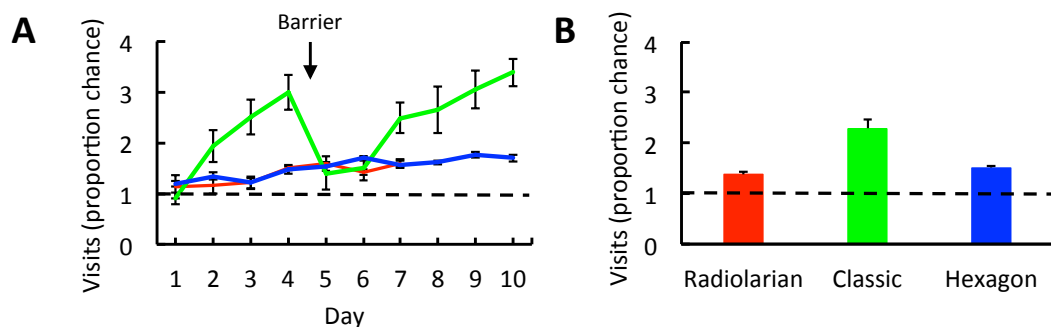 A
Barrier
Visits (proportion chance)
4
3
2
1
0
1 2 3 4 5 6 7 8 9 10
Day
B
Visits (proportion chance)
4
3
2
1
0
Radiolarian Classic Hexagon